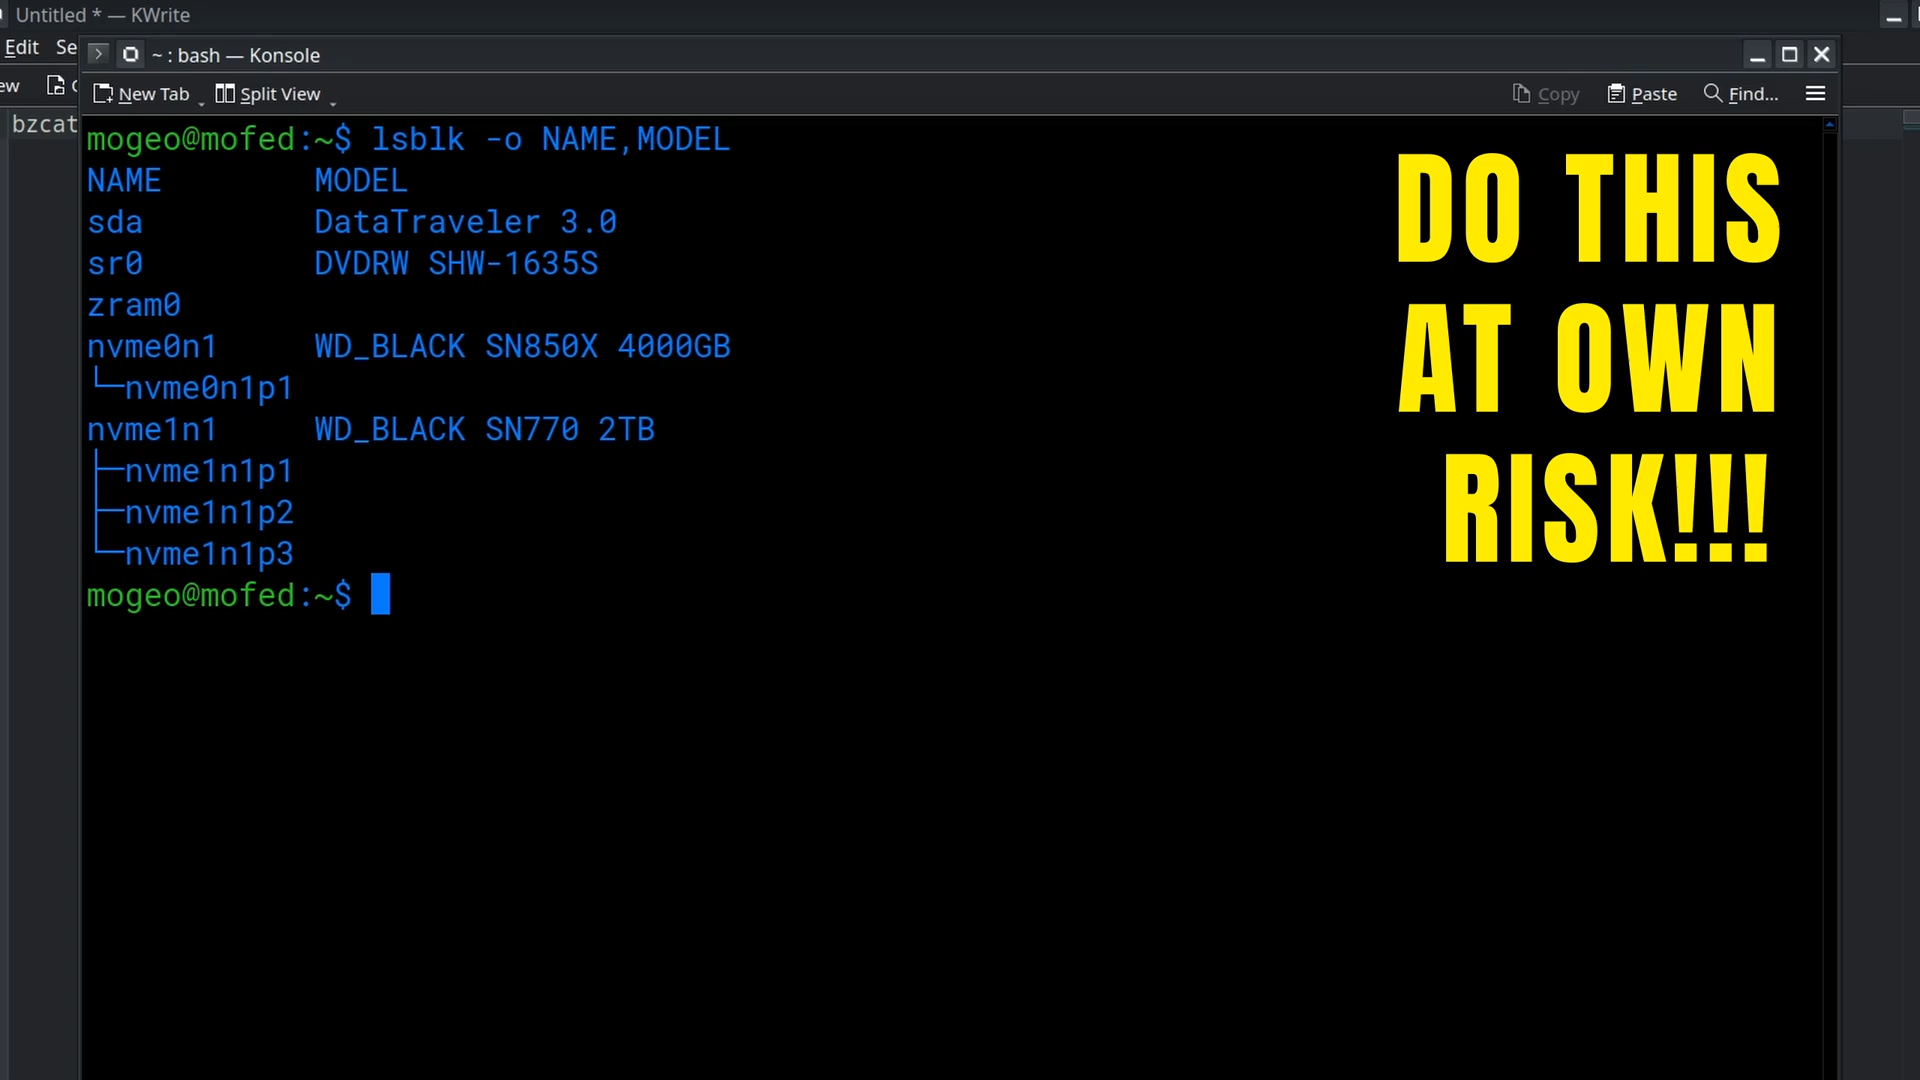 Untitled * — KWrite
Edit Se
~ : bash — Konsole
New Tab Split View Copy Paste Find...
bzcat
mogeo@mofed:~$ lsblk -o NAME,MODEL
NAME MODEL
sda DataTraveler 3.0
sr0 DVDRW SHW-1635S
zram0
nvme0n1 WD_BLACK SN850X 4000GB
└─nvme0n1p1
nvme1n1 WD_BLACK SN770 2TB
├─nvme1n1p1
├─nvme1n1p2
└─nvme1n1p3
mogeo@mofed:~$
DO THIS
AT OWN
RISK!!!